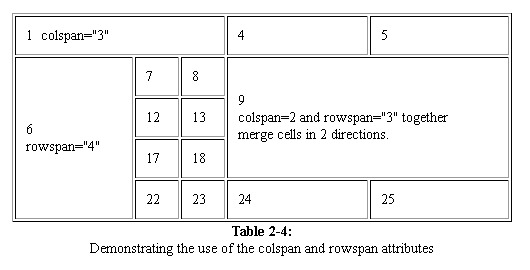 1 colspan="3"
4
5
6
rowspan="4"
7
8
9
colspan=2 and rowspan="3" together
merge cells in 2 directions.
12
13
17
18
22
23
24
25
Table 2-4:
Demonstrating the use of the colspan and rowspan attributes